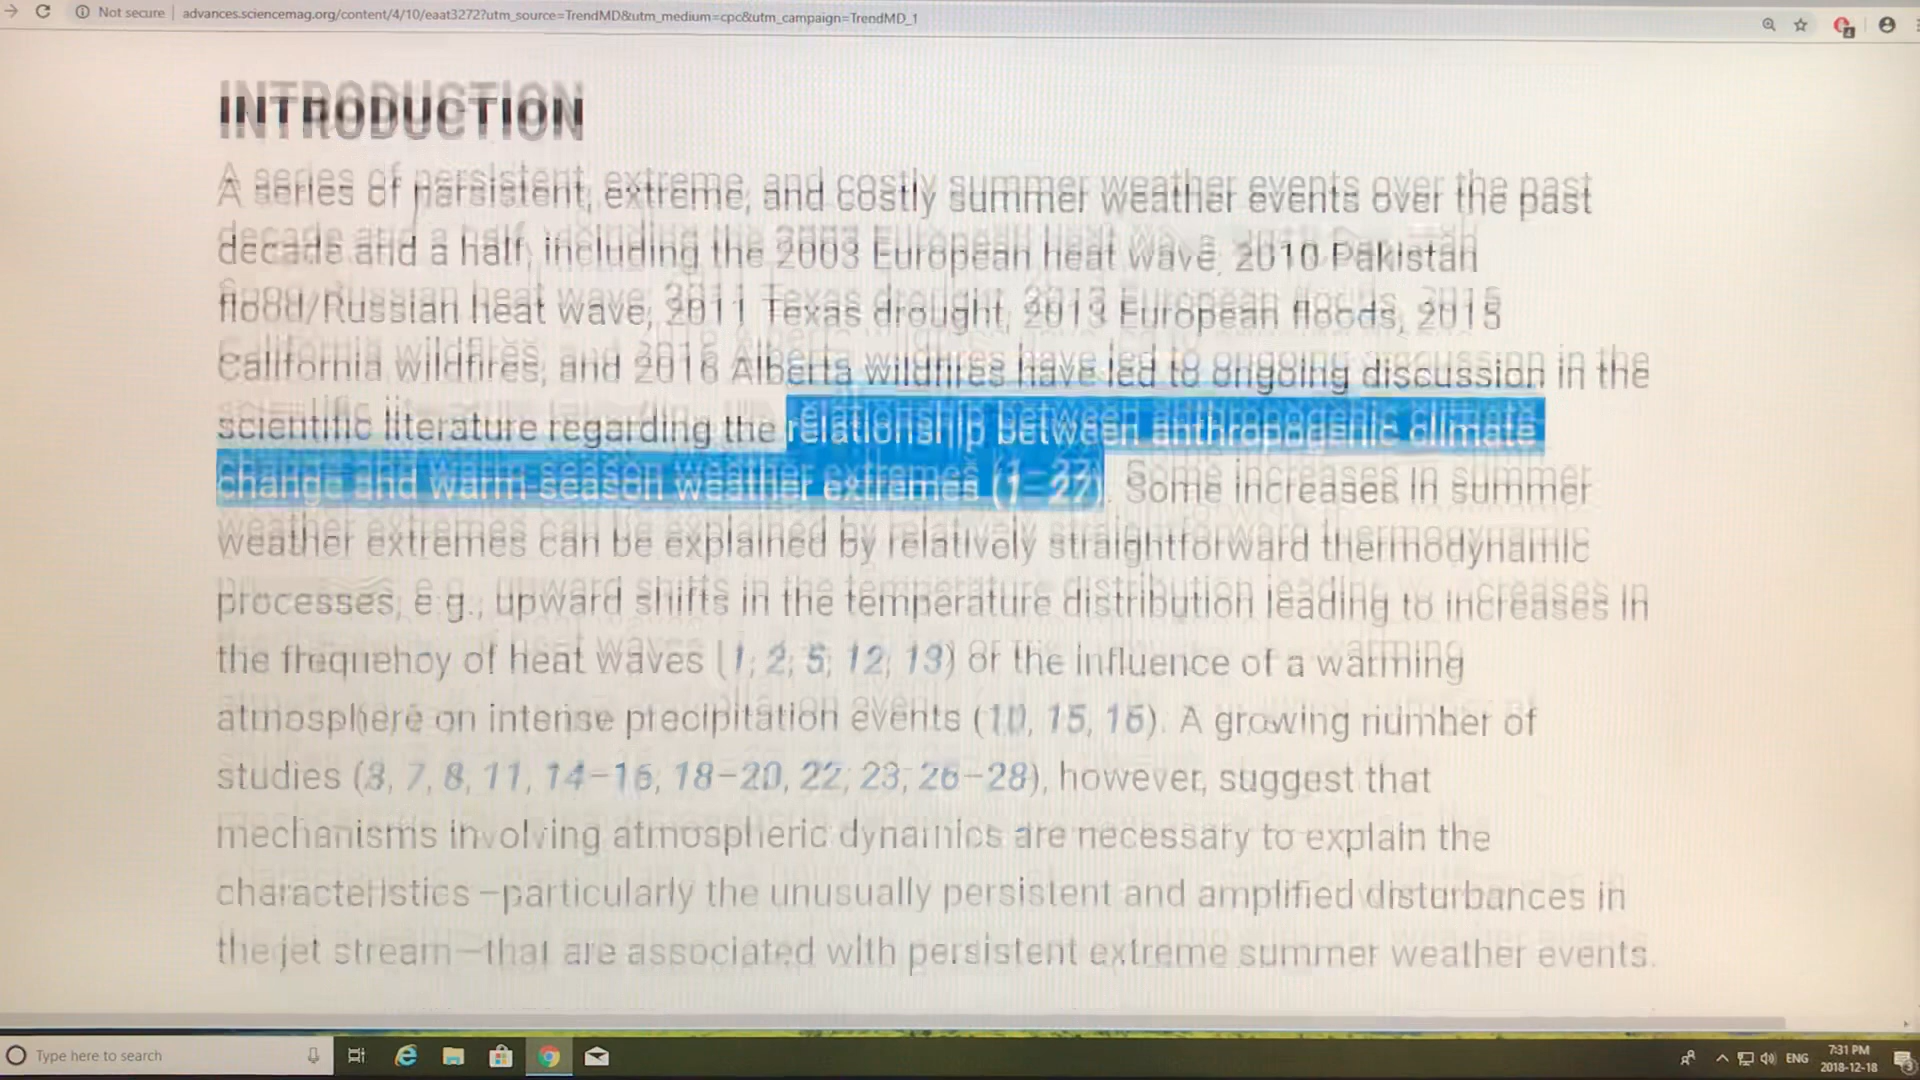 Not secure
advances.sciencemag.org/content/4/10/eaat3272?utm_source=TrendMD&utm_medium=cpc&utm_campaign=TrendMD_1
INTRODUCTION
A series of persistent, extreme, and costly summer weather events over the past
decade and a half, including the 2003 European heat wave, 2010 Pakistan
flood/Russian heat wave, 2011 Texas drought, 2013 European floods, 2015
California wildfires, and 2016 Alberta wildfires have led to ongoing discussion in the
scientific literature regarding the relationship between anthropogenic climate
change and warm-season weather extremes (1–27). Some increases in summer
weather extremes can be explained by relatively straightforward thermodynamic
processes, e.g., upward shifts in the temperature distribution leading to increases in
the frequency of heat waves (1, 2, 5, 12, 13) or the influence of a warming
atmosphere on intense precipitation events (10, 15, 16). A growing number of
studies (3, 7, 8, 11, 14–16, 18–20, 22, 23, 26–28), however, suggest that
mechanisms involving atmospheric dynamics are necessary to explain the
characteristics—particularly the unusually persistent and amplified disturbances in
the jet stream—that are associated with persistent extreme summer weather events.
Type here to search
ENG
7:31 PM
2018-12-18